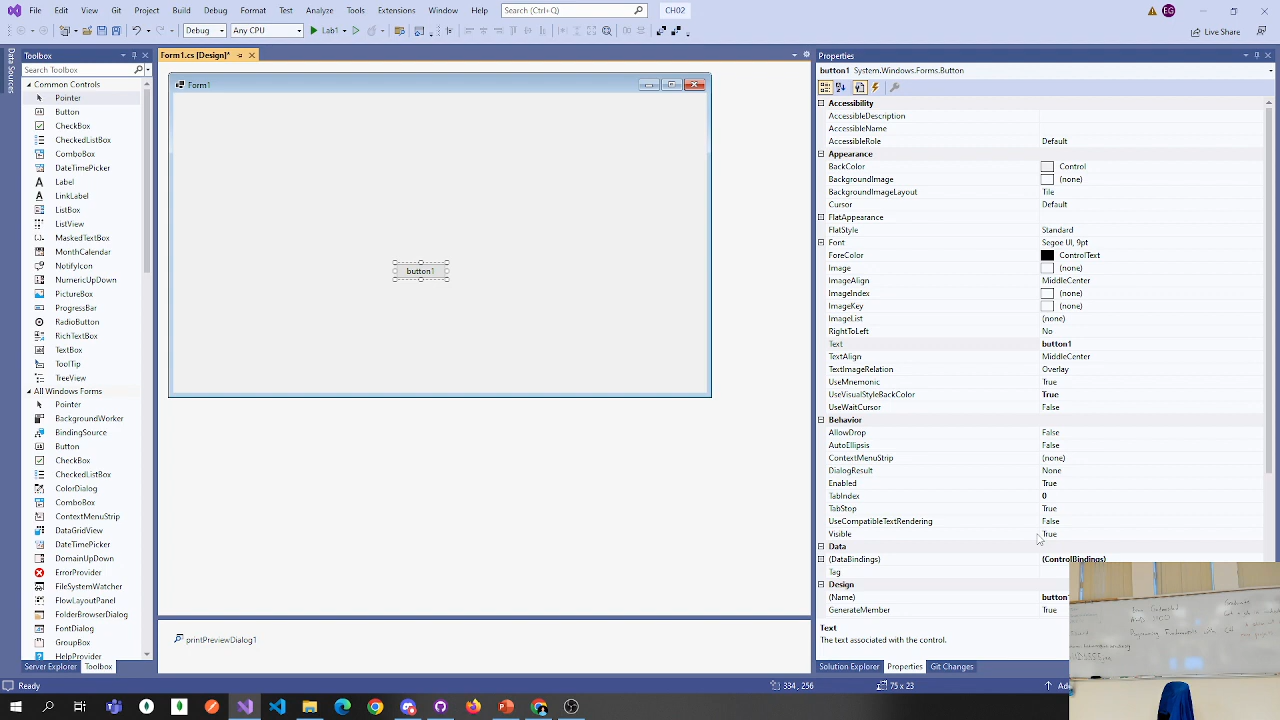 File Edit View Git Project Build Debug Test Analyze Tools Extensions Window Help Search (Ctrl+Q) CH02 EG
Debug Any CPU Lab1 Live Share
Data Sources
Toolbox
Search Toolbox
Common Controls
Pointer
Button
CheckBox
CheckedListBox
ComboBox
DateTimePicker
Label
LinkLabel
ListBox
ListView
MaskedTextBox
MonthCalendar
NotifyIcon
NumericUpDown
PictureBox
ProgressBar
RadioButton
RichTextBox
TextBox
ToolTip
TreeView
All Windows Forms
Pointer
BackgroundWorker
BindingSource
Button
CheckBox
CheckedListBox
ColorDialog
ComboBox
ContextMenuStrip
DataGridView
DateTimePicker
DomainUpDown
ErrorProvider
FileSystemWatcher
FlowLayoutPanel
FolderBrowserDialog
FontDialog
GroupBox
HelpProvider
Server Explorer Toolbox
Form1.cs [Design]*
Form1
button1
printPreviewDialog1
Properties
button1 System.Windows.Forms.Button
Accessibility
AccessibleDescription
AccessibleName
AccessibleRole Default
Appearance
BackColor Control
BackgroundImage (none)
BackgroundImageLayout Tile
Cursor Default
FlatAppearance
FlatStyle Standard
Font Segoe UI, 9pt
ForeColor ControlText
Image (none)
ImageAlign MiddleCenter
ImageIndex (none)
ImageKey (none)
ImageList (none)
RightToLeft No
Text button1
TextAlign MiddleCenter
TextImageRelation Overlay
UseMnemonic True
UseVisualStyleBackColor True
UseWaitCursor False
Behavior
AllowDrop False
AutoEllipsis False
ContextMenuStrip (none)
DialogResult None
Enabled True
TabIndex 0
TabStop True
UseCompatibleTextRendering False
Visible True
Data
(DataBindings) (ControlBindings)
Tag
Design
(Name) button1
GenerateMember True
Text
The text associated with the control.
Solution Explorer Properties Git Changes
Ready 334, 256 75 x 23
Programming Fundamentals with C#